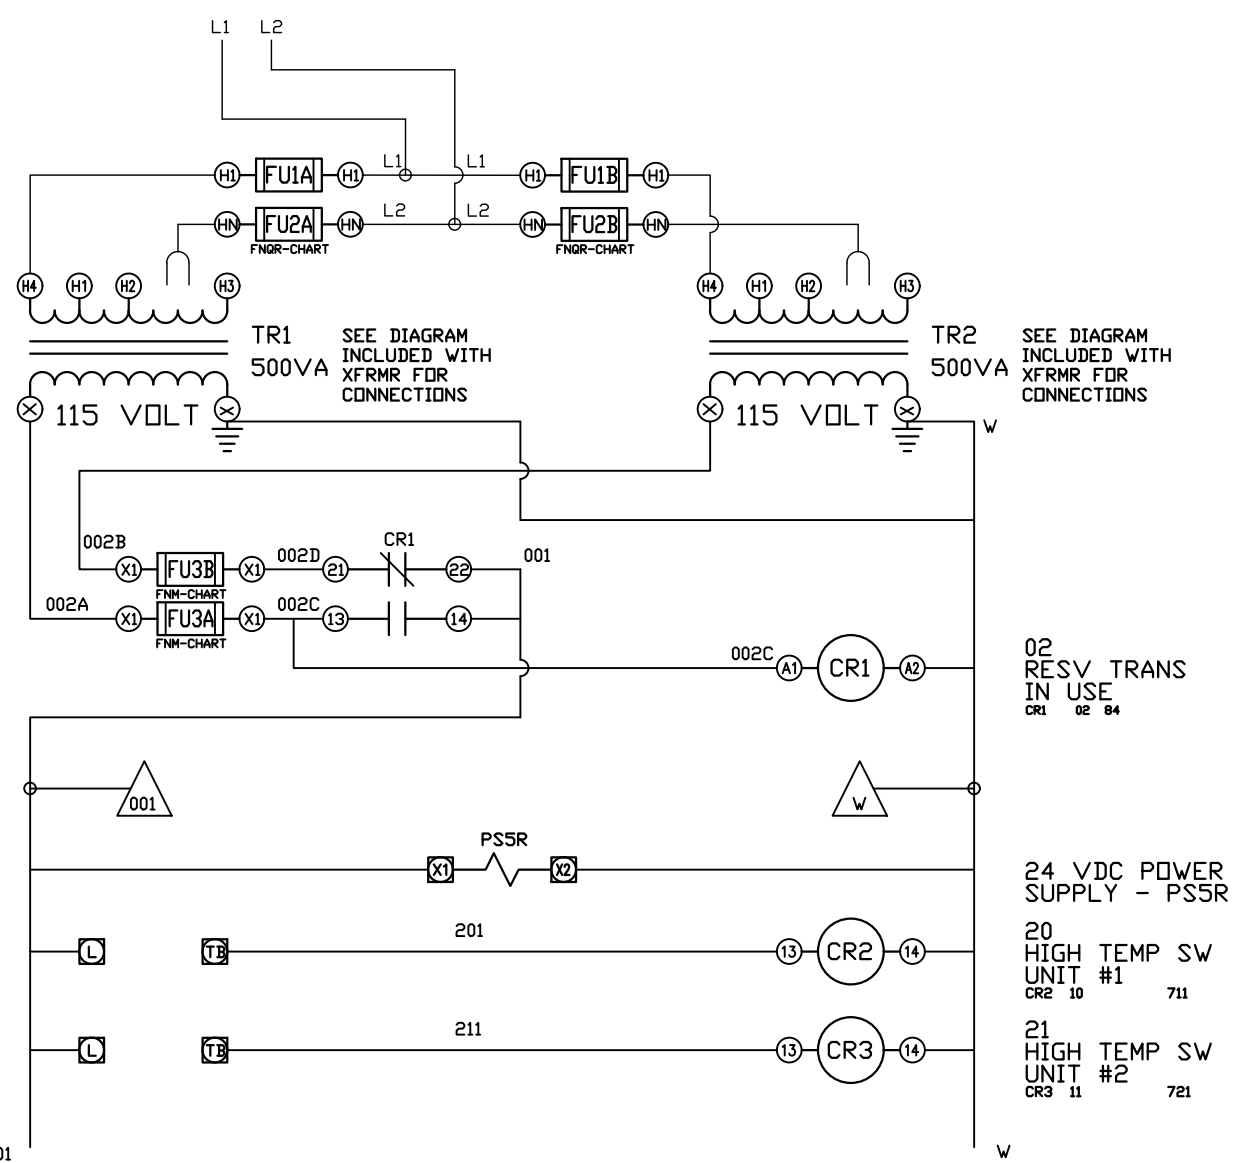 L1 L2
H1 FU1A H1 L1 L1 H1 FU1B H1
HN FU2A HN L2 L2 HN FU2B HN
FNQR-CHART FNQR-CHART
H4 H1 H2 H3 H4 H1 H2 H3
TR1
500VA
SEE DIAGRAM
INCLUDED WITH
XFRMR FOR
CONNECTIONS
TR2
500VA
SEE DIAGRAM
INCLUDED WITH
XFRMR FOR
CONNECTIONS
X 115 VOLT X
X 115 VOLT X
W
002B X1 FU3B X1 002D 21 CR1 22 001
FNM-CHART
002A X1 FU3A X1 002C 13 14
FNM-CHART
002C A1 CR1 A2
02
RESV TRANS
IN USE
CR1 02 84
001 W
PS5R
X1 X2
24 VDC POWER
SUPPLY - PS5R
L TB 201 13 CR2 14
20
HIGH TEMP SW
UNIT #1
CR2 10 711
L TB 211 13 CR3 14
21
HIGH TEMP SW
UNIT #2
CR3 11 721
01 W